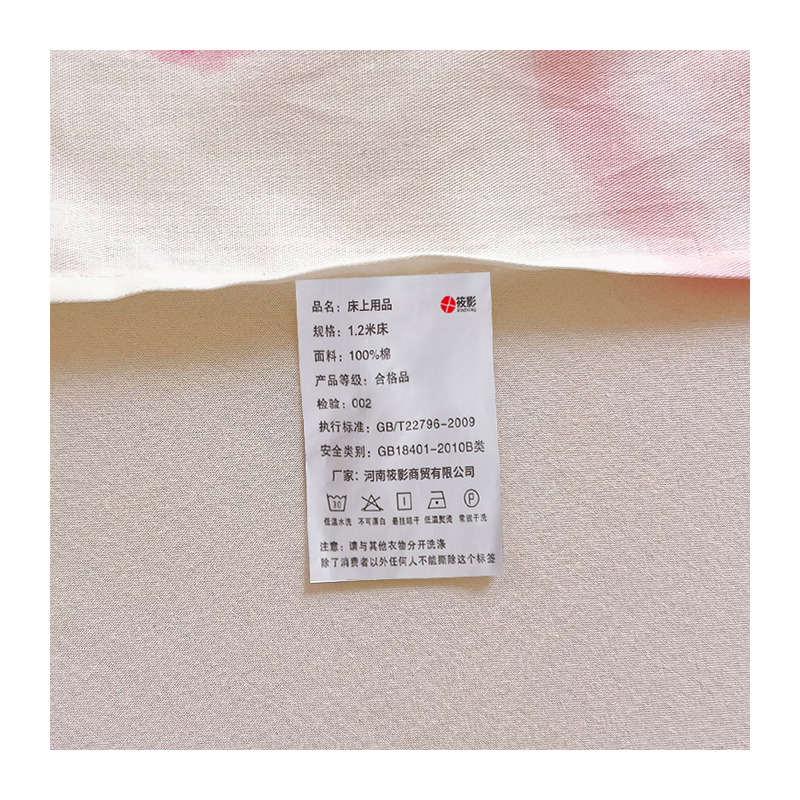 品名：床上用品
筱影
XIAOYING
规格：1.2米床
面料：100%棉
产品等级：合格品
检验：002
执行标准：GB/T22796-2009
安全类别：GB18401-2010B类
厂家：河南筱影商贸有限公司
30 P
低温水洗 不可漂白 悬挂晾干 低温熨烫 常规干洗
注意：请与其他衣物分开洗涤
除了消费者以外任何人不能撕除这个标签